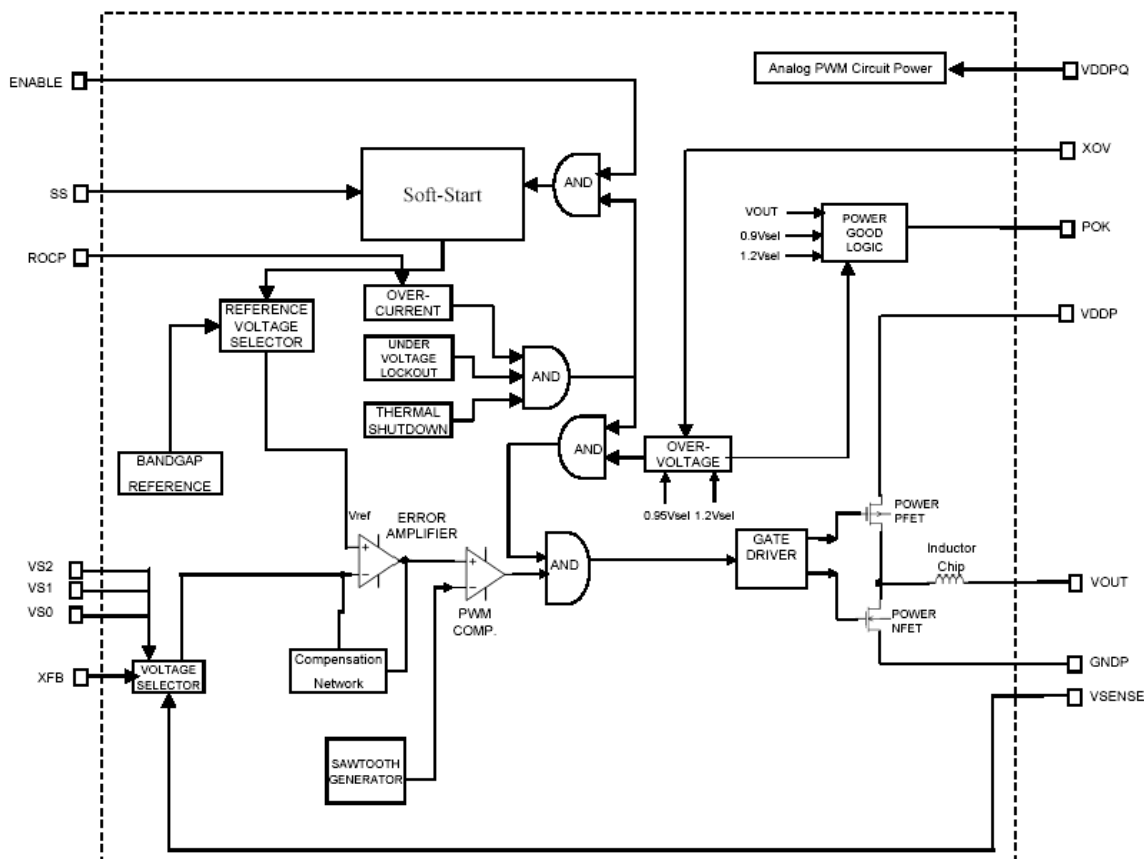 ENABLE
Analog PWM Circuit Power
VDDPQ
XOV
AND
SS
Soft-Start
VOUT
0.9Vsel
1.2Vsel
POWER
GOOD
LOGIC
POK
ROCP
OVER-
CURRENT
REFERENCE
VOLTAGE
SELECTOR
VDDP
UNDER
VOLTAGE
LOCKOUT
AND
THERMAL
SHUTDOWN
AND
OVER-
VOLTAGE
BANDGAP
REFERENCE
0.95Vsel 1.2Vsel
Vref
ERROR
AMPLIFIER
POWER
PFET
GATE
DRIVER
Inductor
Chip
+
−
+
−
AND
VS2
VS1
VS0
VOUT
PWM
COMP.
POWER
NFET
XFB
VOLTAGE
SELECTOR
Compensation
Network
GNDP
VSENSE
SAWTOOTH
GENERATOR